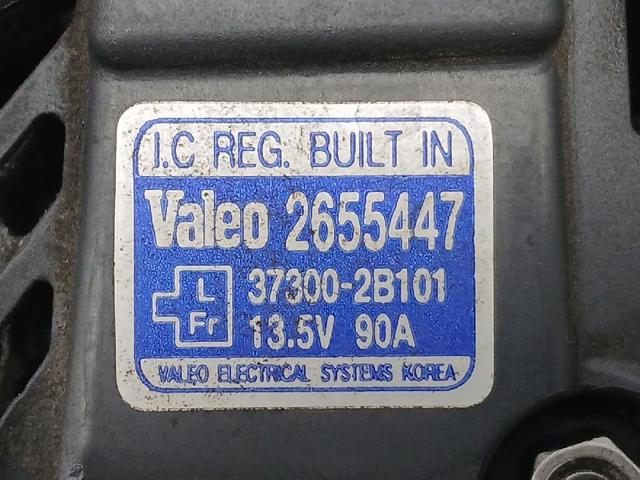 I.C REG. BUILT IN
Valeo 2655447
L 37300-2B101
Fr 13.5V 90A
VALEO ELECTRICAL SYSTEMS KOREA